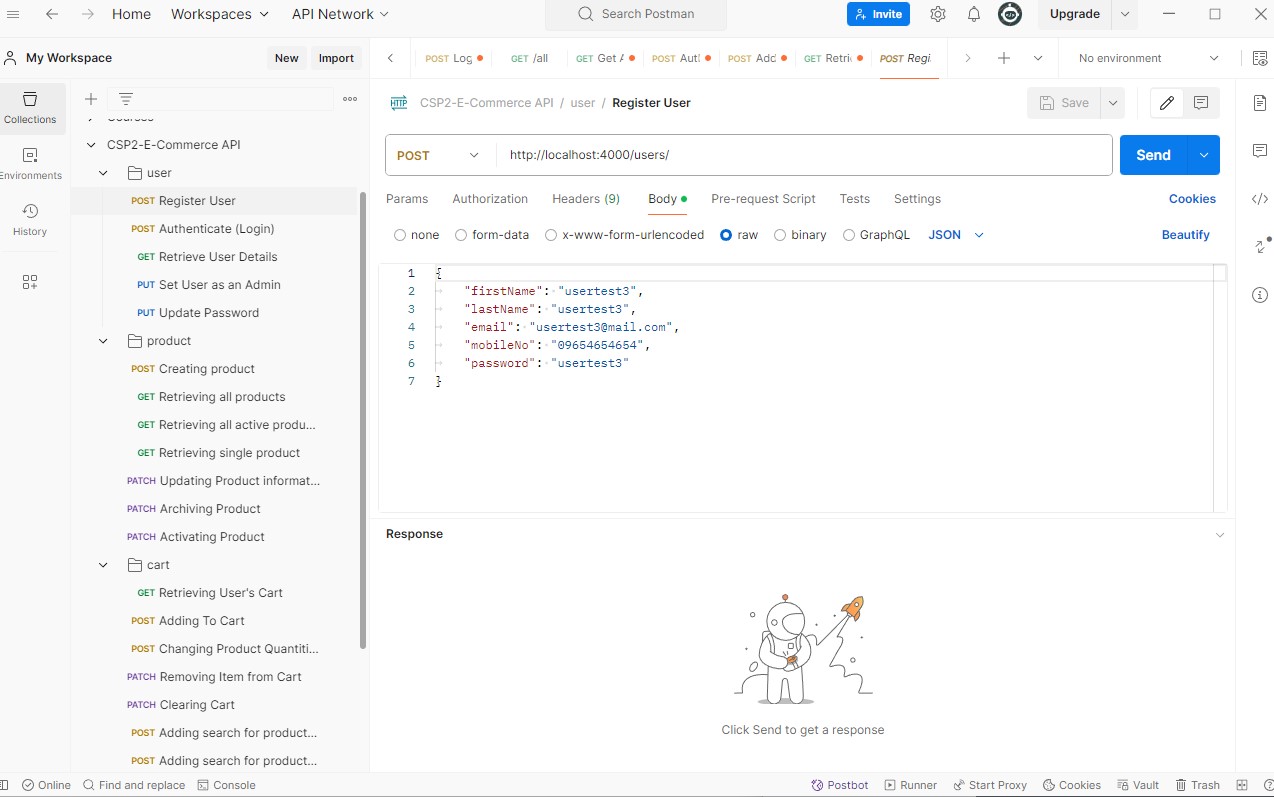 Home Workspaces API Network Search Postman Invite Upgrade
My Workspace New Import POST Log GET /all GET Get A POST Aut POST Add GET Retri POST Regi No environment
CSP2-E-Commerce API / user / Register User Save
Collections
Environments
History
CSP2-E-Commerce API
user
POST Register User
POST Authenticate (Login)
GET Retrieve User Details
PUT Set User as an Admin
PUT Update Password
product
POST Creating product
GET Retrieving all products
GET Retrieving all active produ...
GET Retrieving single product
PATCH Updating Product informat...
PATCH Archiving Product
PATCH Activating Product
cart
GET Retrieving User's Cart
POST Adding To Cart
POST Changing Product Quantiti...
PATCH Removing Item from Cart
PATCH Clearing Cart
POST Adding search for product...
POST Adding search for product...
POST http://localhost:4000/users/ Send
Params Authorization Headers (9) Body Pre-request Script Tests Settings Cookies
none form-data x-www-form-urlencoded raw binary GraphQL JSON Beautify
1 {
2 "firstName": "usertest3",
3 "lastName": "usertest3",
4 "email": "usertest3@mail.com",
5 "mobileNo": "09654654654",
6 "password": "usertest3"
7 }
Response
Click Send to get a response
Online Find and replace Console Postbot Runner Start Proxy Cookies Vault Trash